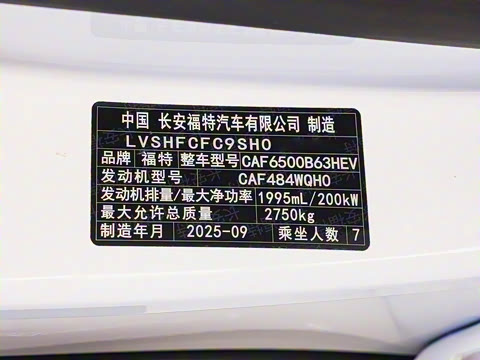 中国 长安福特汽车有限公司 制造
LVSHFCFC9SH0
品牌 福特 整车型号 CAF6500B63HEV
发动机型号 CAF484WQH0
发动机排量/最大净功率 1995mL/200kW
最大允许总质量 2750kg
制造年月 2025-09 乘坐人数 7